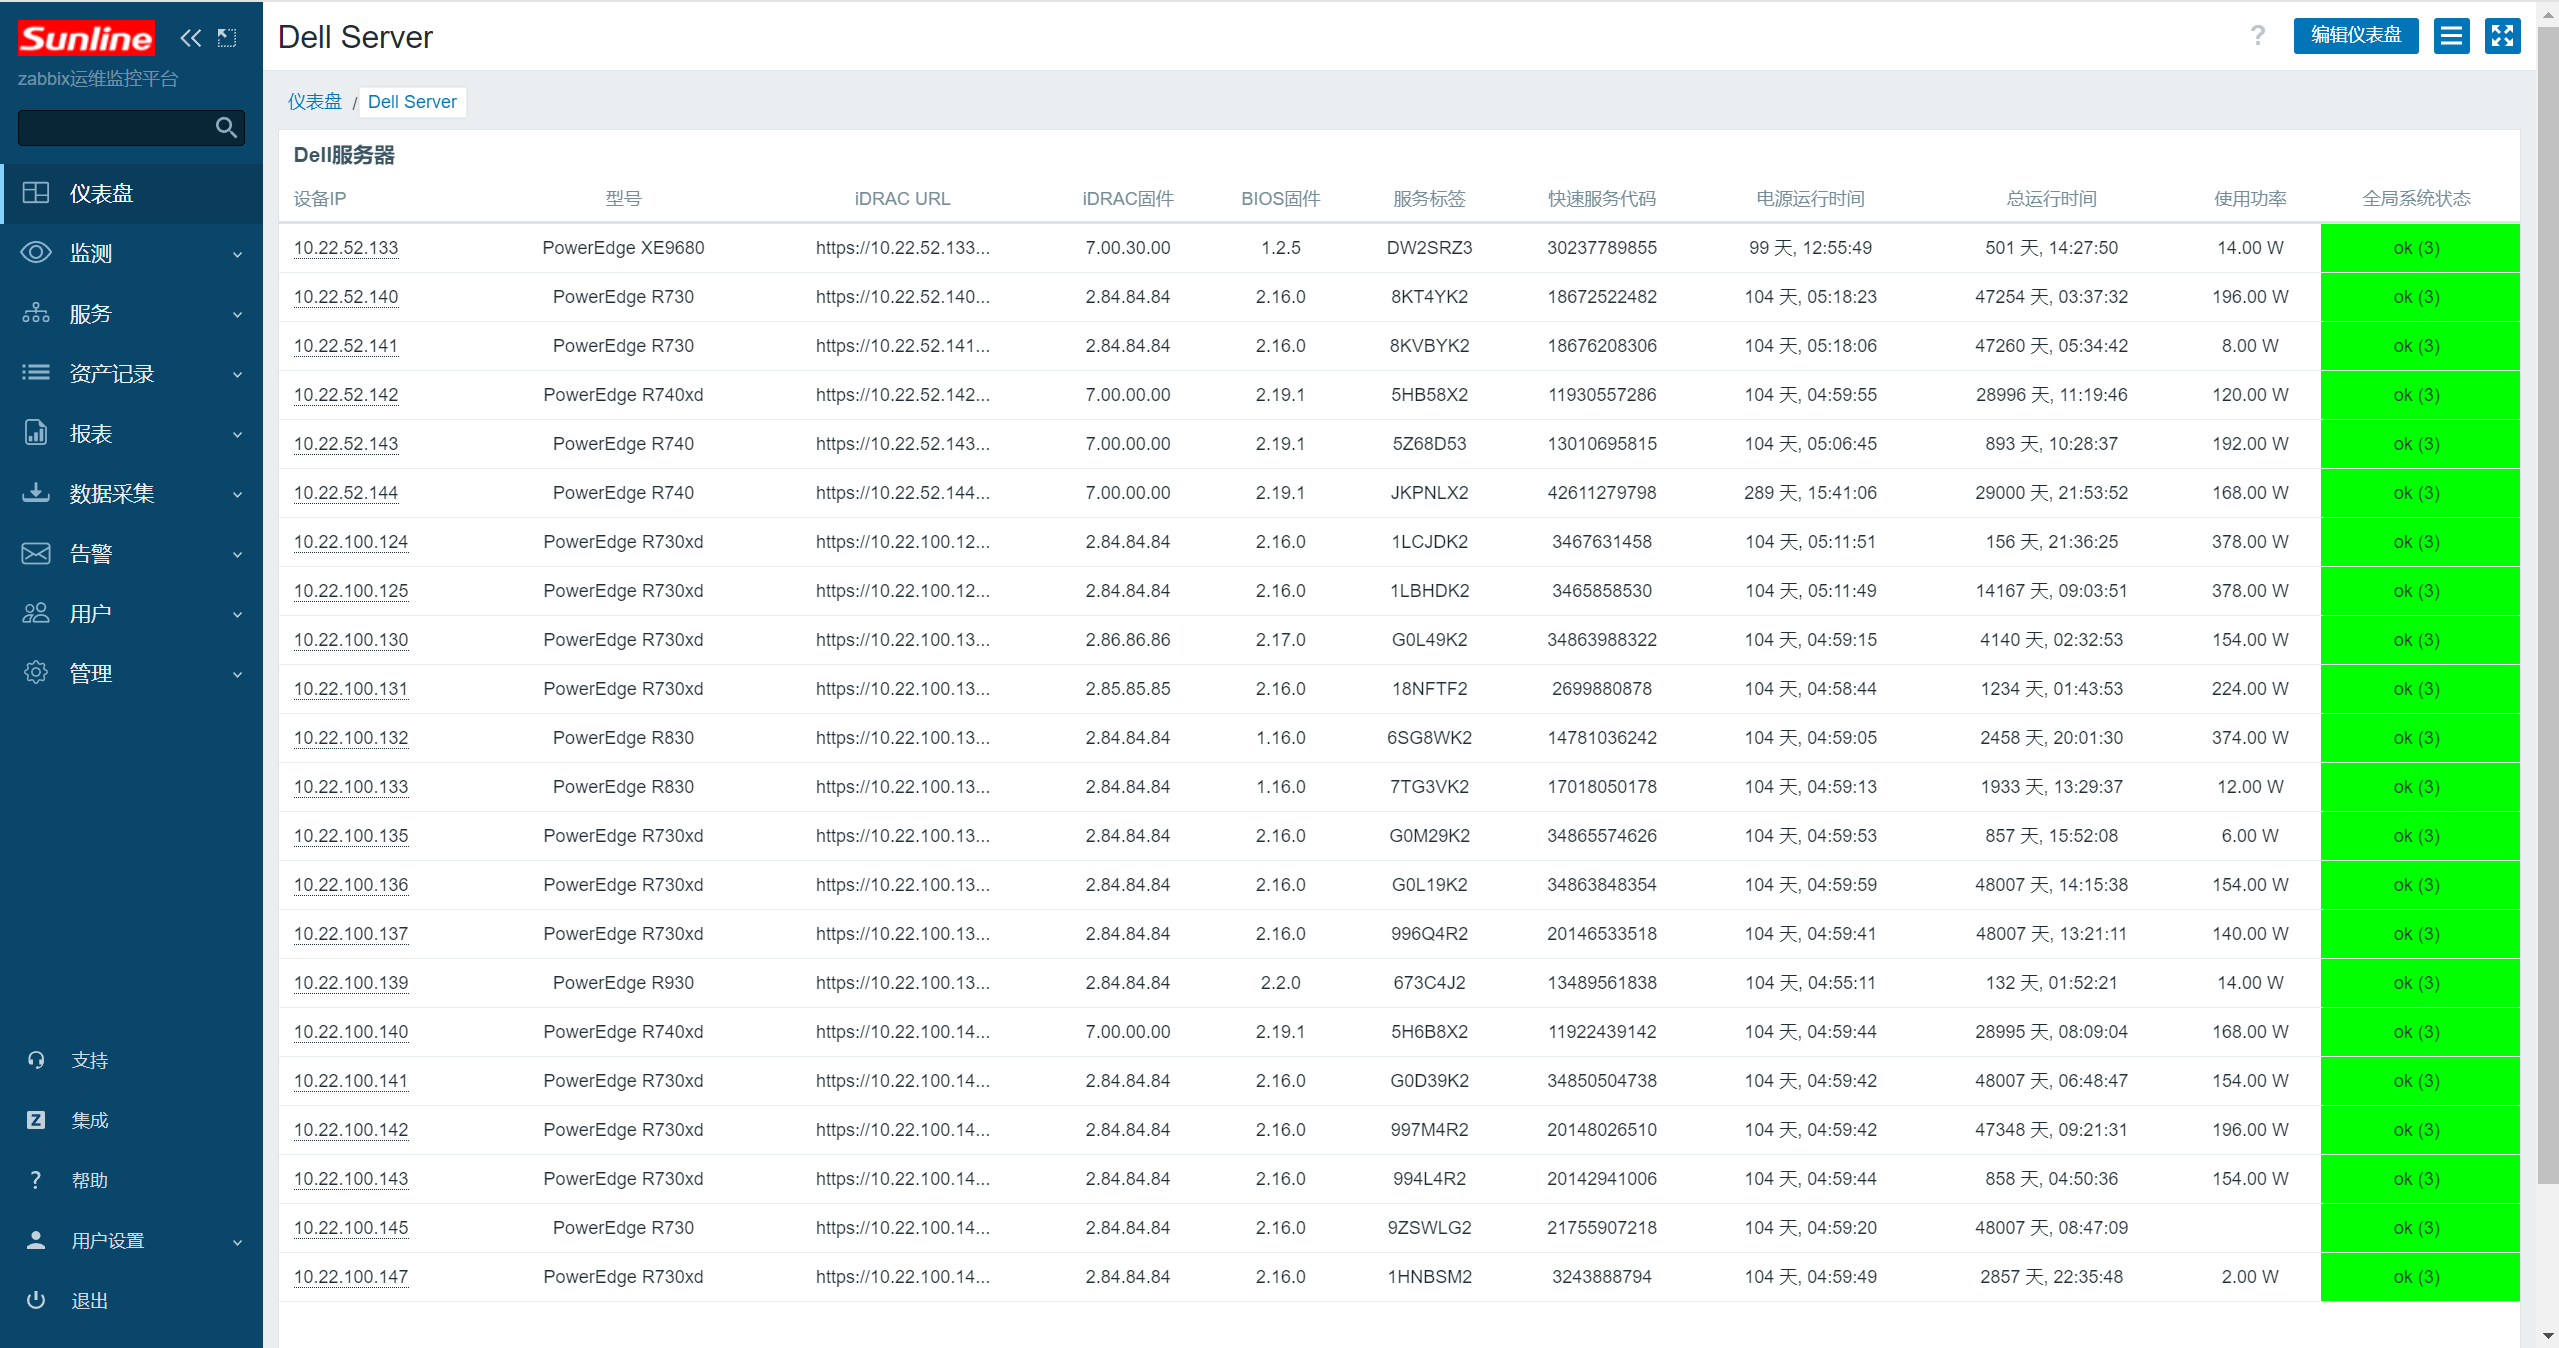 Sunline
zabbix运维监控平台
仪表盘
监测
服务
资产记录
报表
数据采集
告警
用户
管理
支持
Z 集成
? 帮助
用户设置
退出
Dell Server
? 编辑仪表盘
仪表盘 / Dell Server
Dell服务器
设备IP 型号 iDRAC URL iDRAC固件 BIOS固件 服务标签 快速服务代码 电源运行时间 总运行时间 使用功率 全局系统状态
10.22.52.133 PowerEdge XE9680 https://10.22.52.133... 7.00.30.00 1.2.5 DW2SRZ3 30237789855 99 天, 12:55:49 501 天, 14:27:50 14.00 W ok (3)
10.22.52.140 PowerEdge R730 https://10.22.52.140... 2.84.84.84 2.16.0 8KT4YK2 18672522482 104 天, 05:18:23 47254 天, 03:37:32 196.00 W ok (3)
10.22.52.141 PowerEdge R730 https://10.22.52.141... 2.84.84.84 2.16.0 8KVBYK2 18676208306 104 天, 05:18:06 47260 天, 05:34:42 8.00 W ok (3)
10.22.52.142 PowerEdge R740xd https://10.22.52.142... 7.00.00.00 2.19.1 5HB58X2 11930557286 104 天, 04:59:55 28996 天, 11:19:46 120.00 W ok (3)
10.22.52.143 PowerEdge R740 https://10.22.52.143... 7.00.00.00 2.19.1 5Z68D53 13010695815 104 天, 05:06:45 893 天, 10:28:37 192.00 W ok (3)
10.22.52.144 PowerEdge R740 https://10.22.52.144... 7.00.00.00 2.19.1 JKPNLX2 42611279798 289 天, 15:41:06 29000 天, 21:53:52 168.00 W ok (3)
10.22.100.124 PowerEdge R730xd https://10.22.100.12... 2.84.84.84 2.16.0 1LCJDK2 3467631458 104 天, 05:11:51 156 天, 21:36:25 378.00 W ok (3)
10.22.100.125 PowerEdge R730xd https://10.22.100.12... 2.84.84.84 2.16.0 1LBHDK2 3465858530 104 天, 05:11:49 14167 天, 09:03:51 378.00 W ok (3)
10.22.100.130 PowerEdge R730xd https://10.22.100.13... 2.86.86.86 2.17.0 G0L49K2 34863988322 104 天, 04:59:15 4140 天, 02:32:53 154.00 W ok (3)
10.22.100.131 PowerEdge R730xd https://10.22.100.13... 2.85.85.85 2.16.0 18NFTF2 2699880878 104 天, 04:58:44 1234 天, 01:43:53 224.00 W ok (3)
10.22.100.132 PowerEdge R830 https://10.22.100.13... 2.84.84.84 1.16.0 6SG8WK2 14781036242 104 天, 04:59:05 2458 天, 20:01:30 374.00 W ok (3)
10.22.100.133 PowerEdge R830 https://10.22.100.13... 2.84.84.84 1.16.0 7TG3VK2 17018050178 104 天, 04:59:13 1933 天, 13:29:37 12.00 W ok (3)
10.22.100.135 PowerEdge R730xd https://10.22.100.13... 2.84.84.84 2.16.0 G0M29K2 34865574626 104 天, 04:59:53 857 天, 15:52:08 6.00 W ok (3)
10.22.100.136 PowerEdge R730xd https://10.22.100.13... 2.84.84.84 2.16.0 G0L19K2 34863848354 104 天, 04:59:59 48007 天, 14:15:38 154.00 W ok (3)
10.22.100.137 PowerEdge R730xd https://10.22.100.13... 2.84.84.84 2.16.0 996Q4R2 20146533518 104 天, 04:59:41 48007 天, 13:21:11 140.00 W ok (3)
10.22.100.139 PowerEdge R930 https://10.22.100.13... 2.84.84.84 2.2.0 673C4J2 13489561838 104 天, 04:55:11 132 天, 01:52:21 14.00 W ok (3)
10.22.100.140 PowerEdge R740xd https://10.22.100.14... 7.00.00.00 2.19.1 5H6B8X2 11922439142 104 天, 04:59:44 28995 天, 08:09:04 168.00 W ok (3)
10.22.100.141 PowerEdge R730xd https://10.22.100.14... 2.84.84.84 2.16.0 G0D39K2 34850504738 104 天, 04:59:42 48007 天, 06:48:47 154.00 W ok (3)
10.22.100.142 PowerEdge R730xd https://10.22.100.14... 2.84.84.84 2.16.0 997M4R2 20148026510 104 天, 04:59:42 47348 天, 09:21:31 196.00 W ok (3)
10.22.100.143 PowerEdge R730xd https://10.22.100.14... 2.84.84.84 2.16.0 994L4R2 20142941006 104 天, 04:59:44 858 天, 04:50:36 154.00 W ok (3)
10.22.100.145 PowerEdge R730 https://10.22.100.14... 2.84.84.84 2.16.0 9ZSWLG2 21755907218 104 天, 04:59:20 48007 天, 08:47:09 ok (3)
10.22.100.147 PowerEdge R730xd https://10.22.100.14... 2.84.84.84 2.16.0 1HNBSM2 3243888794 104 天, 04:59:49 2857 天, 22:35:48 2.00 W ok (3)